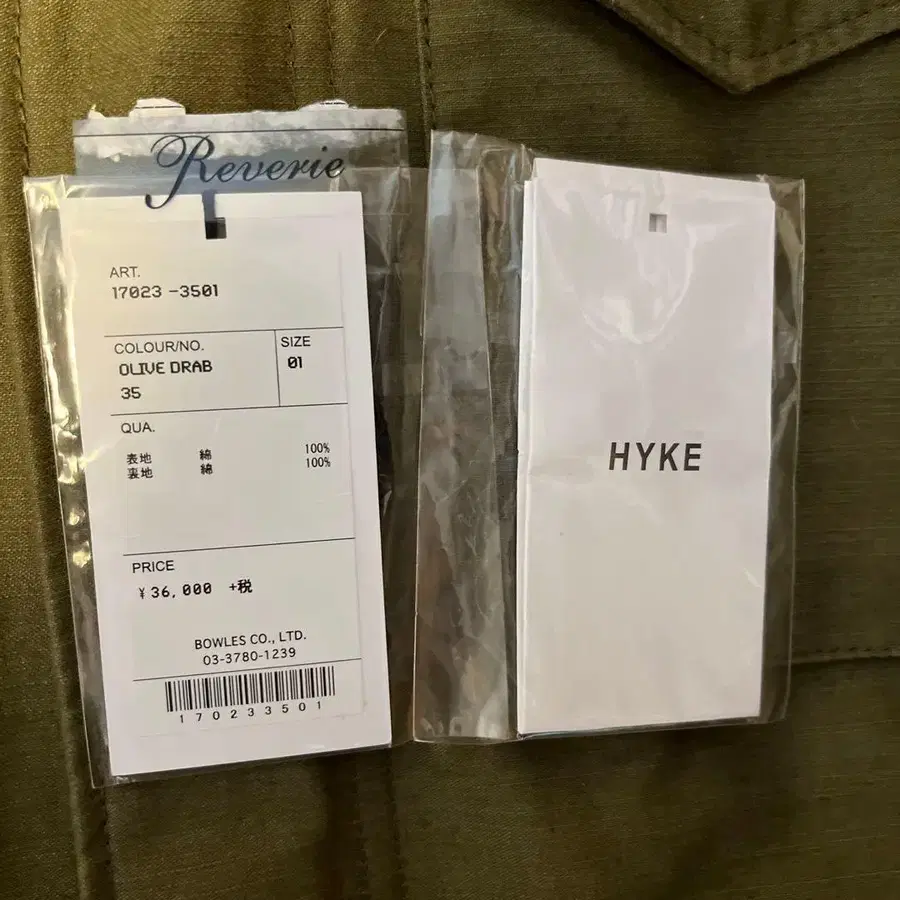 Reverie
ART.
17023 -3501
COLOUR/NO.
OLIVE DRAB
35
SIZE
01
QUA.
表地 綿 100%
裏地 綿 100%
PRICE
¥36,000 +税
BOWLES CO., LTD.
03-3780-1239
170233501
HYKE